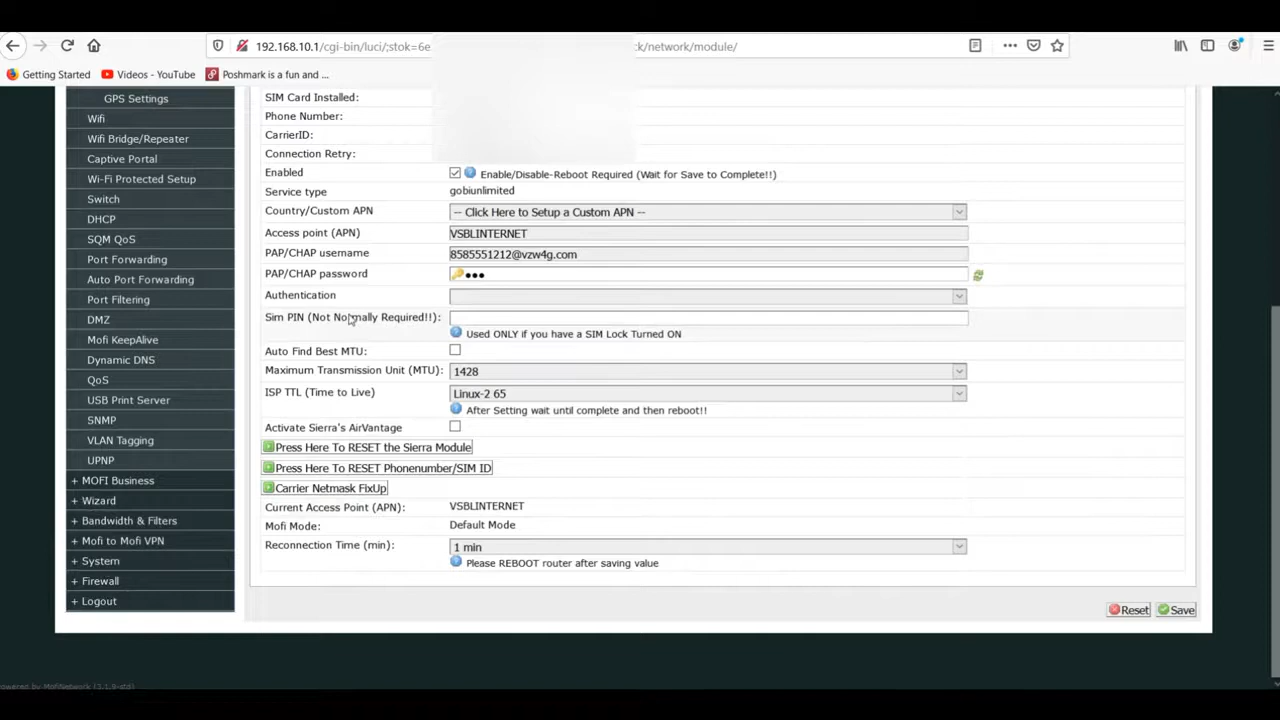 192.168.10.1/cgi-bin/luci/;stok=6e k/network/module/
Getting Started Videos - YouTube Poshmark is a fun and ...
GPS Settings
Wifi
Wifi Bridge/Repeater
Captive Portal
Wi-Fi Protected Setup
Switch
DHCP
SQM QoS
Port Forwarding
Auto Port Forwarding
Port Filtering
DMZ
Mofi KeepAlive
Dynamic DNS
QoS
USB Print Server
SNMP
VLAN Tagging
UPNP
+ MOFI Business
+ Wizard
+ Bandwidth & Filters
+ Mofi to Mofi VPN
+ System
+ Firewall
+ Logout
SIM Card Installed:
Phone Number:
CarrierID:
Connection Retry:
Enabled Enable/Disable-Reboot Required (Wait for Save to Complete!!)
Service type gobiunlimited
Country/Custom APN -- Click Here to Setup a Custom APN --
Access point (APN) VSBLINTERNET
PAP/CHAP username 8585551212@vzw4g.com
PAP/CHAP password ●●●
Authentication
Sim PIN (Not Normally Required!!):
Used ONLY if you have a SIM Lock Turned ON
Auto Find Best MTU:
Maximum Transmission Unit (MTU): 1428
ISP TTL (Time to Live) Linux-2 65
After Setting wait until complete and then reboot!!
Activate Sierra's AirVantage
Press Here To RESET the Sierra Module
Press Here To RESET Phonenumber/SIM ID
Carrier Netmask FixUp
Current Access Point (APN): VSBLINTERNET
Mofi Mode: Default Mode
Reconnection Time (min): 1 min
Please REBOOT router after saving value
Reset Save
Powered by MofiNetwork (3.1.9-std)